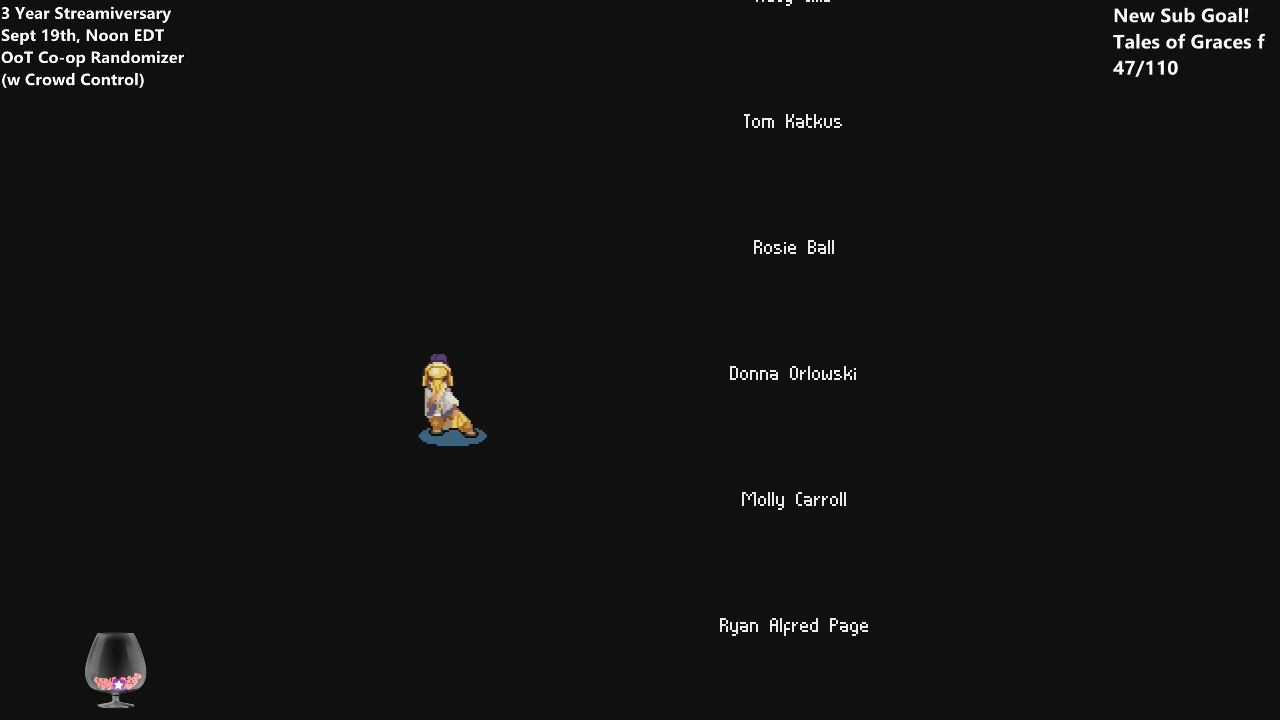 3 Year Streamiversary
Sept 19th, Noon EDT
OoT Co-op Randomizer
(w Crowd Control)
New Sub Goal!
Tales of Graces f
47/110
Tom Katkus
Rosie Ball
Donna Orlowski
Molly Carroll
Ryan Alfred Page